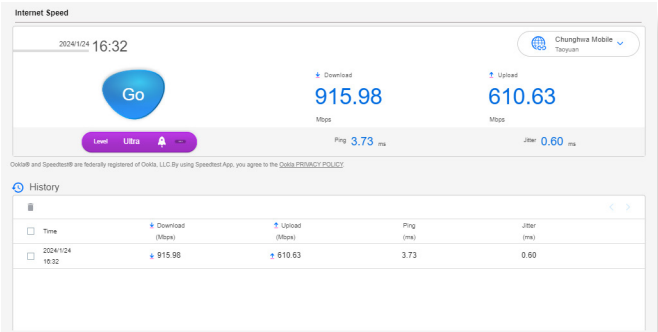 Internet Speed
2024/1/24 16:32
Chunghwa Mobile
Taoyuan
Go
Download
Upload
915.98
610.63
Mbps
Mbps
Level Ultra
Ping 3.73 ms
Jitter 0.60 ms
Ookla® and Speedtest® are federally registered of Ookla, LLC.By using Speedtest App, you agree to the Ookla PRIVACY POLICY.
History
Time Download (Mbps) Upload (Mbps) Ping (ms) Jitter (ms)
2024/1/24 16:32 915.98 610.63 3.73 0.60